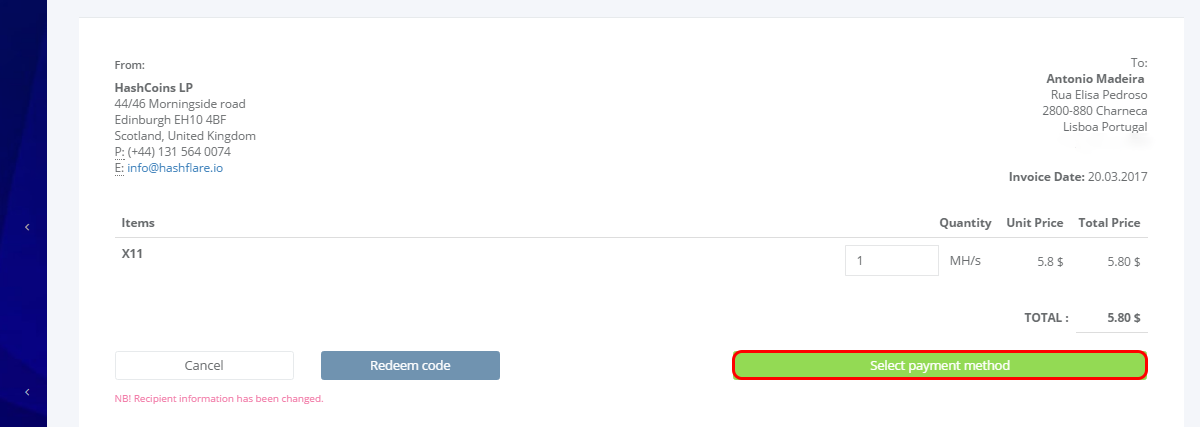 From:
HashCoins LP
44/46 Morningside road
Edinburgh EH10 4BF
Scotland, United Kingdom
P: (+44) 131 564 0074
E: info@hashflare.io
To:
Antonio Madeira
Rua Elisa Pedroso
2800-880 Charneca
Lisboa Portugal
Invoice Date: 20.03.2017
Items Quantity Unit Price Total Price
X11 1 MH/s 5.8 $ 5.80 $
TOTAL : 5.80 $
Cancel Redeem code Select payment method
NB! Recipient information has been changed.